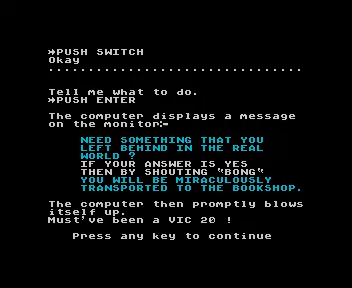 *PUSH SWITCH
Okay
................................
Tell me what to do.
*PUSH ENTER
The computer displays a message
on the monitor:-
NEED SOMETHING THAT YOU
LEFT BEHIND IN THE REAL
WORLD ?
IF YOUR ANSWER IS YES
THEN BY SHOUTING "BONG"
YOU WILL BE MIRACULOUSLY
TRANSPORTED TO THE BOOKSHOP.
The computer then promptly blows
itself up.
Must've been a VIC 20 !
Press any key to continue